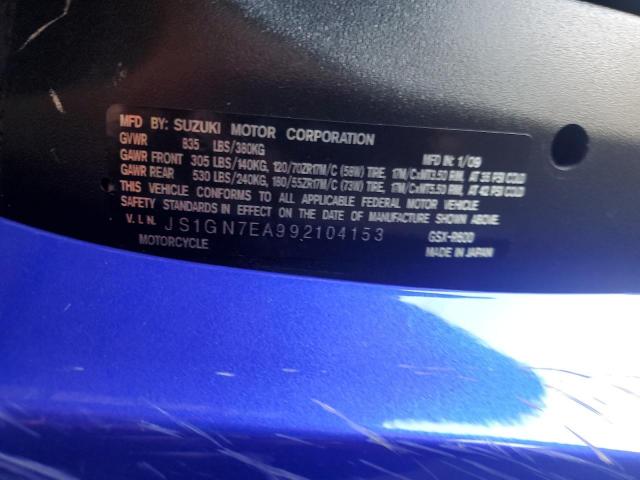 MFD BY: SUZUKI MOTOR CORPORATION
GVWR 835 LBS/380KG MFD IN: 1/09
GAWR FRONT 305 LBS/140KG, 120/70ZR17M/C (58W) TIRE, 17M/CxMT3.50 RIM, AT 36 PSI COLD
GAWR REAR 530 LBS/240KG, 180/55ZR17M/C (73W) TIRE, 17M/CxMT5.50 RIM, AT 42 PSI COLD
THIS VEHICLE CONFORMS TO ALL APPLICABLE FEDERAL MOTOR VEHICLE
SAFETY STANDARDS IN EFFECT ON THE DATE OF MANUFACTURE SHOWN ABOVE.
V.I.N. JS1GN7EA992104153 GSX-R600
MOTORCYCLE MADE IN JAPAN